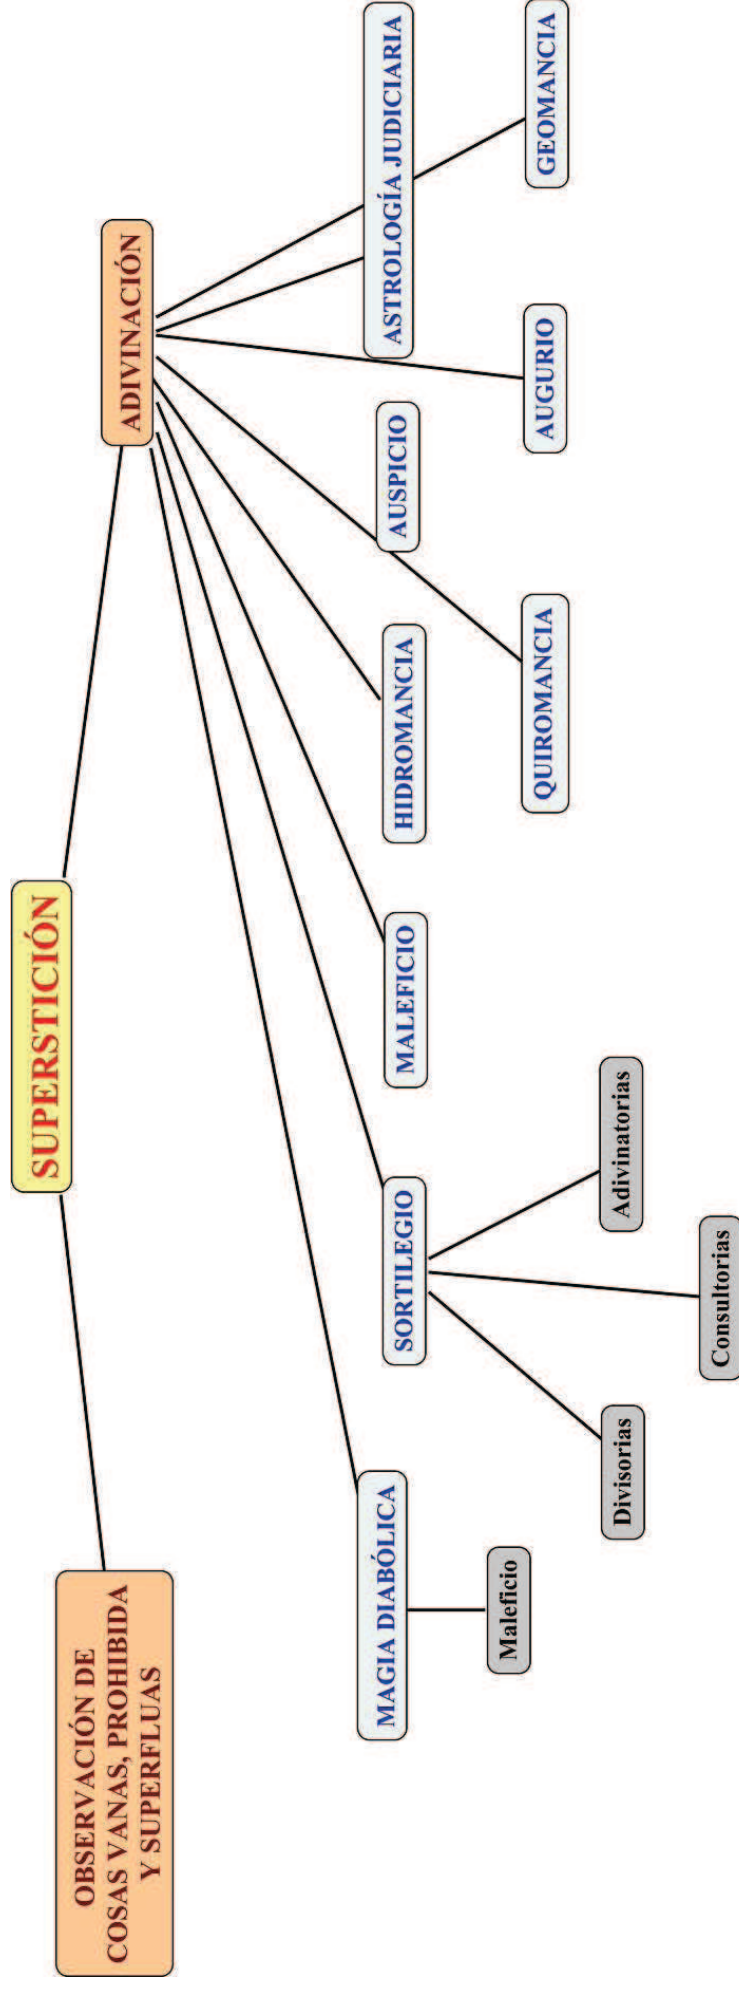 SUPERSTICIÓN
OBSERVACIÓN DE
COSAS VANAS, PROHIBIDA
Y SUPERFLUAS
ADIVINACIÓN
MAGIA DIABÓLICA
SORTILEGIO
MALEFICIO
HIDROMANCIA
AUSPICIO
ASTROLOGÍA JUDICIARIA
Maleficio
QUIROMANCIA
AUGURIO
GEOMANCIA
Divisorias
Adivinatorias
Consultorias